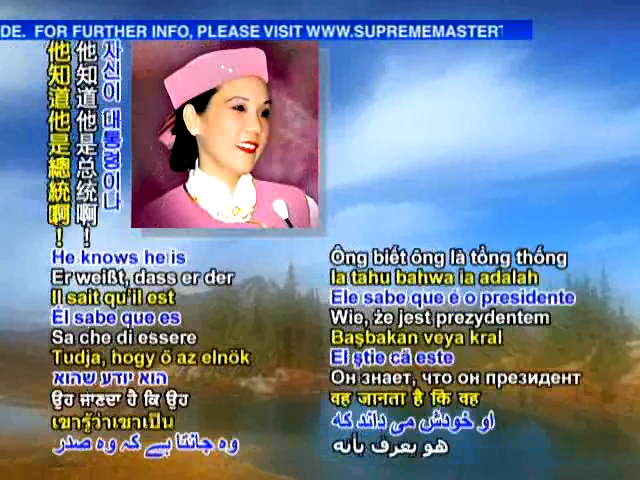 DE. FOR FURTHER INFO, PLEASE VISIT WWW.SUPREMEMASTERT
他知道他是總統啊！
他知道他是总统啊！
자신이 대통령이나
He knows he is
Er weißt, dass er der
Il sait qu'il est
Él sabe que es
Sa che di essere
Tudja, hogy ő az elnök
הוא יודע שהוא
ਉਹ ਜਾਣਦਾ ਹੈ ਕਿ ਉਹ
เขารู้ว่าเขาเป็น
وہ جانتا ہے کہ وہ صدر
Ông biết ông là tổng thống
Ia tahu bahwa ia adalah
Ele sabe que é o presidente
Wie, że jest prezydentem
Başbakan veya kral
El ştie că este
Он знает, что он президент
वह जानता है कि वह
او خودش می داند که
هو يعرف بأنه